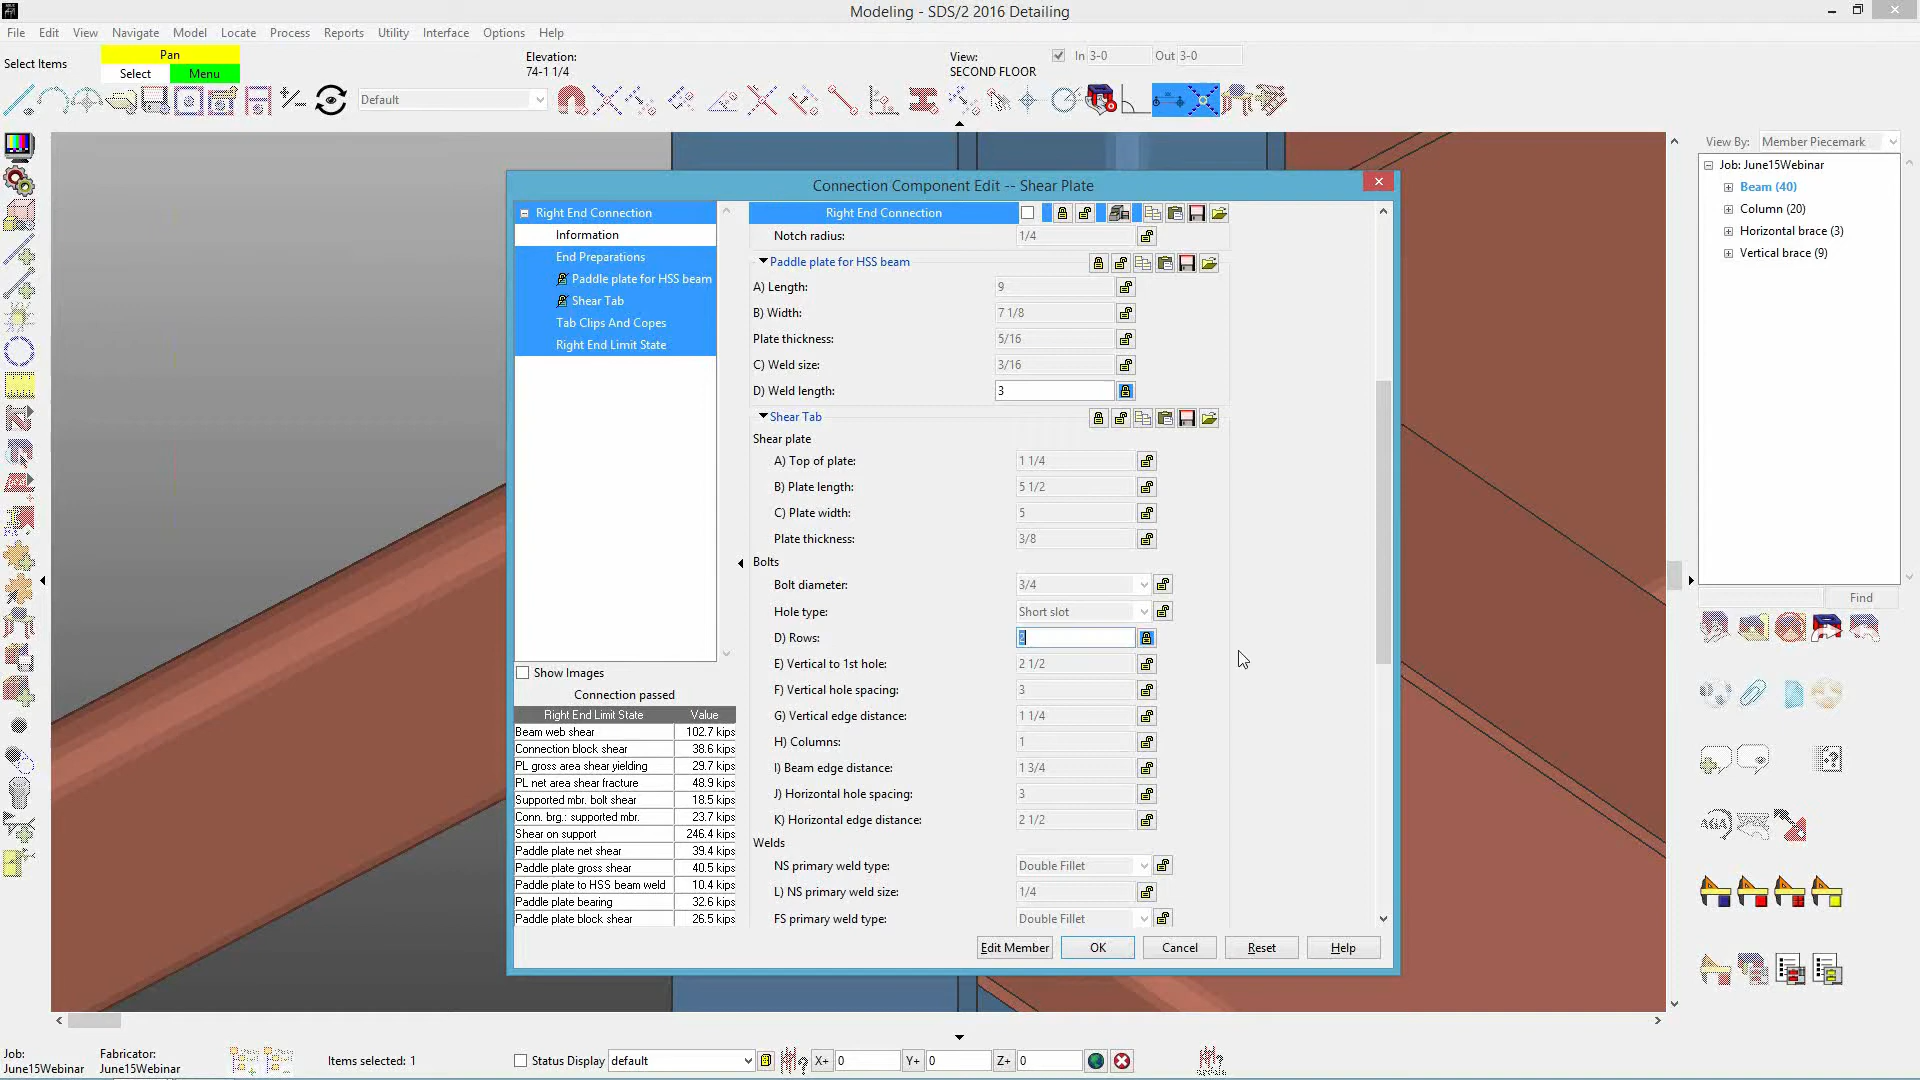 Modeling - SDS/2 2016 Detailing
File Edit View Navigate Model Locate Process Reports Utility Interface Options Help
Select Items
Pan
Select Menu
Elevation:
74-1 1/4
View:
SECOND FLOOR
In 3-0 Out 3-0
Default
Connection Component Edit -- Shear Plate
Right End Connection
Information
End Preparations
Paddle plate for HSS beam
Shear Tab
Tab Clips And Copes
Right End Limit State
Show Images
Connection passed
Right End Limit State Value
Beam web shear 102.7 kips
Connection block shear 38.6 kips
PL gross area shear yielding 29.7 kips
PL net area shear fracture 48.9 kips
Supported mbr. bolt shear 18.5 kips
Conn. brg.: supported mbr. 23.7 kips
Shear on support 246.4 kips
Paddle plate net shear 39.4 kips
Paddle plate gross shear 40.5 kips
Paddle plate to HSS beam weld 10.4 kips
Paddle plate bearing 32.6 kips
Paddle plate block shear 26.5 kips
Right End Connection
Notch radius: 1/4
Paddle plate for HSS beam
A) Length: 9
B) Width: 7 1/8
Plate thickness: 5/16
C) Weld size: 3/16
D) Weld length: 3
Shear Tab
Shear plate
A) Top of plate: 1 1/4
B) Plate length: 5 1/2
C) Plate width: 5
Plate thickness: 3/8
Bolts
Bolt diameter: 3/4
Hole type: Short slot
D) Rows: 2
E) Vertical to 1st hole: 2 1/2
F) Vertical hole spacing: 3
G) Vertical edge distance: 1 1/4
H) Columns: 1
I) Beam edge distance: 1 3/4
J) Horizontal hole spacing: 3
K) Horizontal edge distance: 2 1/2
Welds
NS primary weld type: Double Fillet
L) NS primary weld size: 1/4
FS primary weld type: Double Fillet
Edit Member OK Cancel Reset Help
View By: Member Piecemark
Job: June15Webinar
Beam (40)
Column (20)
Horizontal brace (3)
Vertical brace (9)
Find
AGA
Job:
June15Webinar
Fabricator:
June15Webinar
Items selected: 1
Status Display default
X+ 0 Y+ 0 Z+ 0